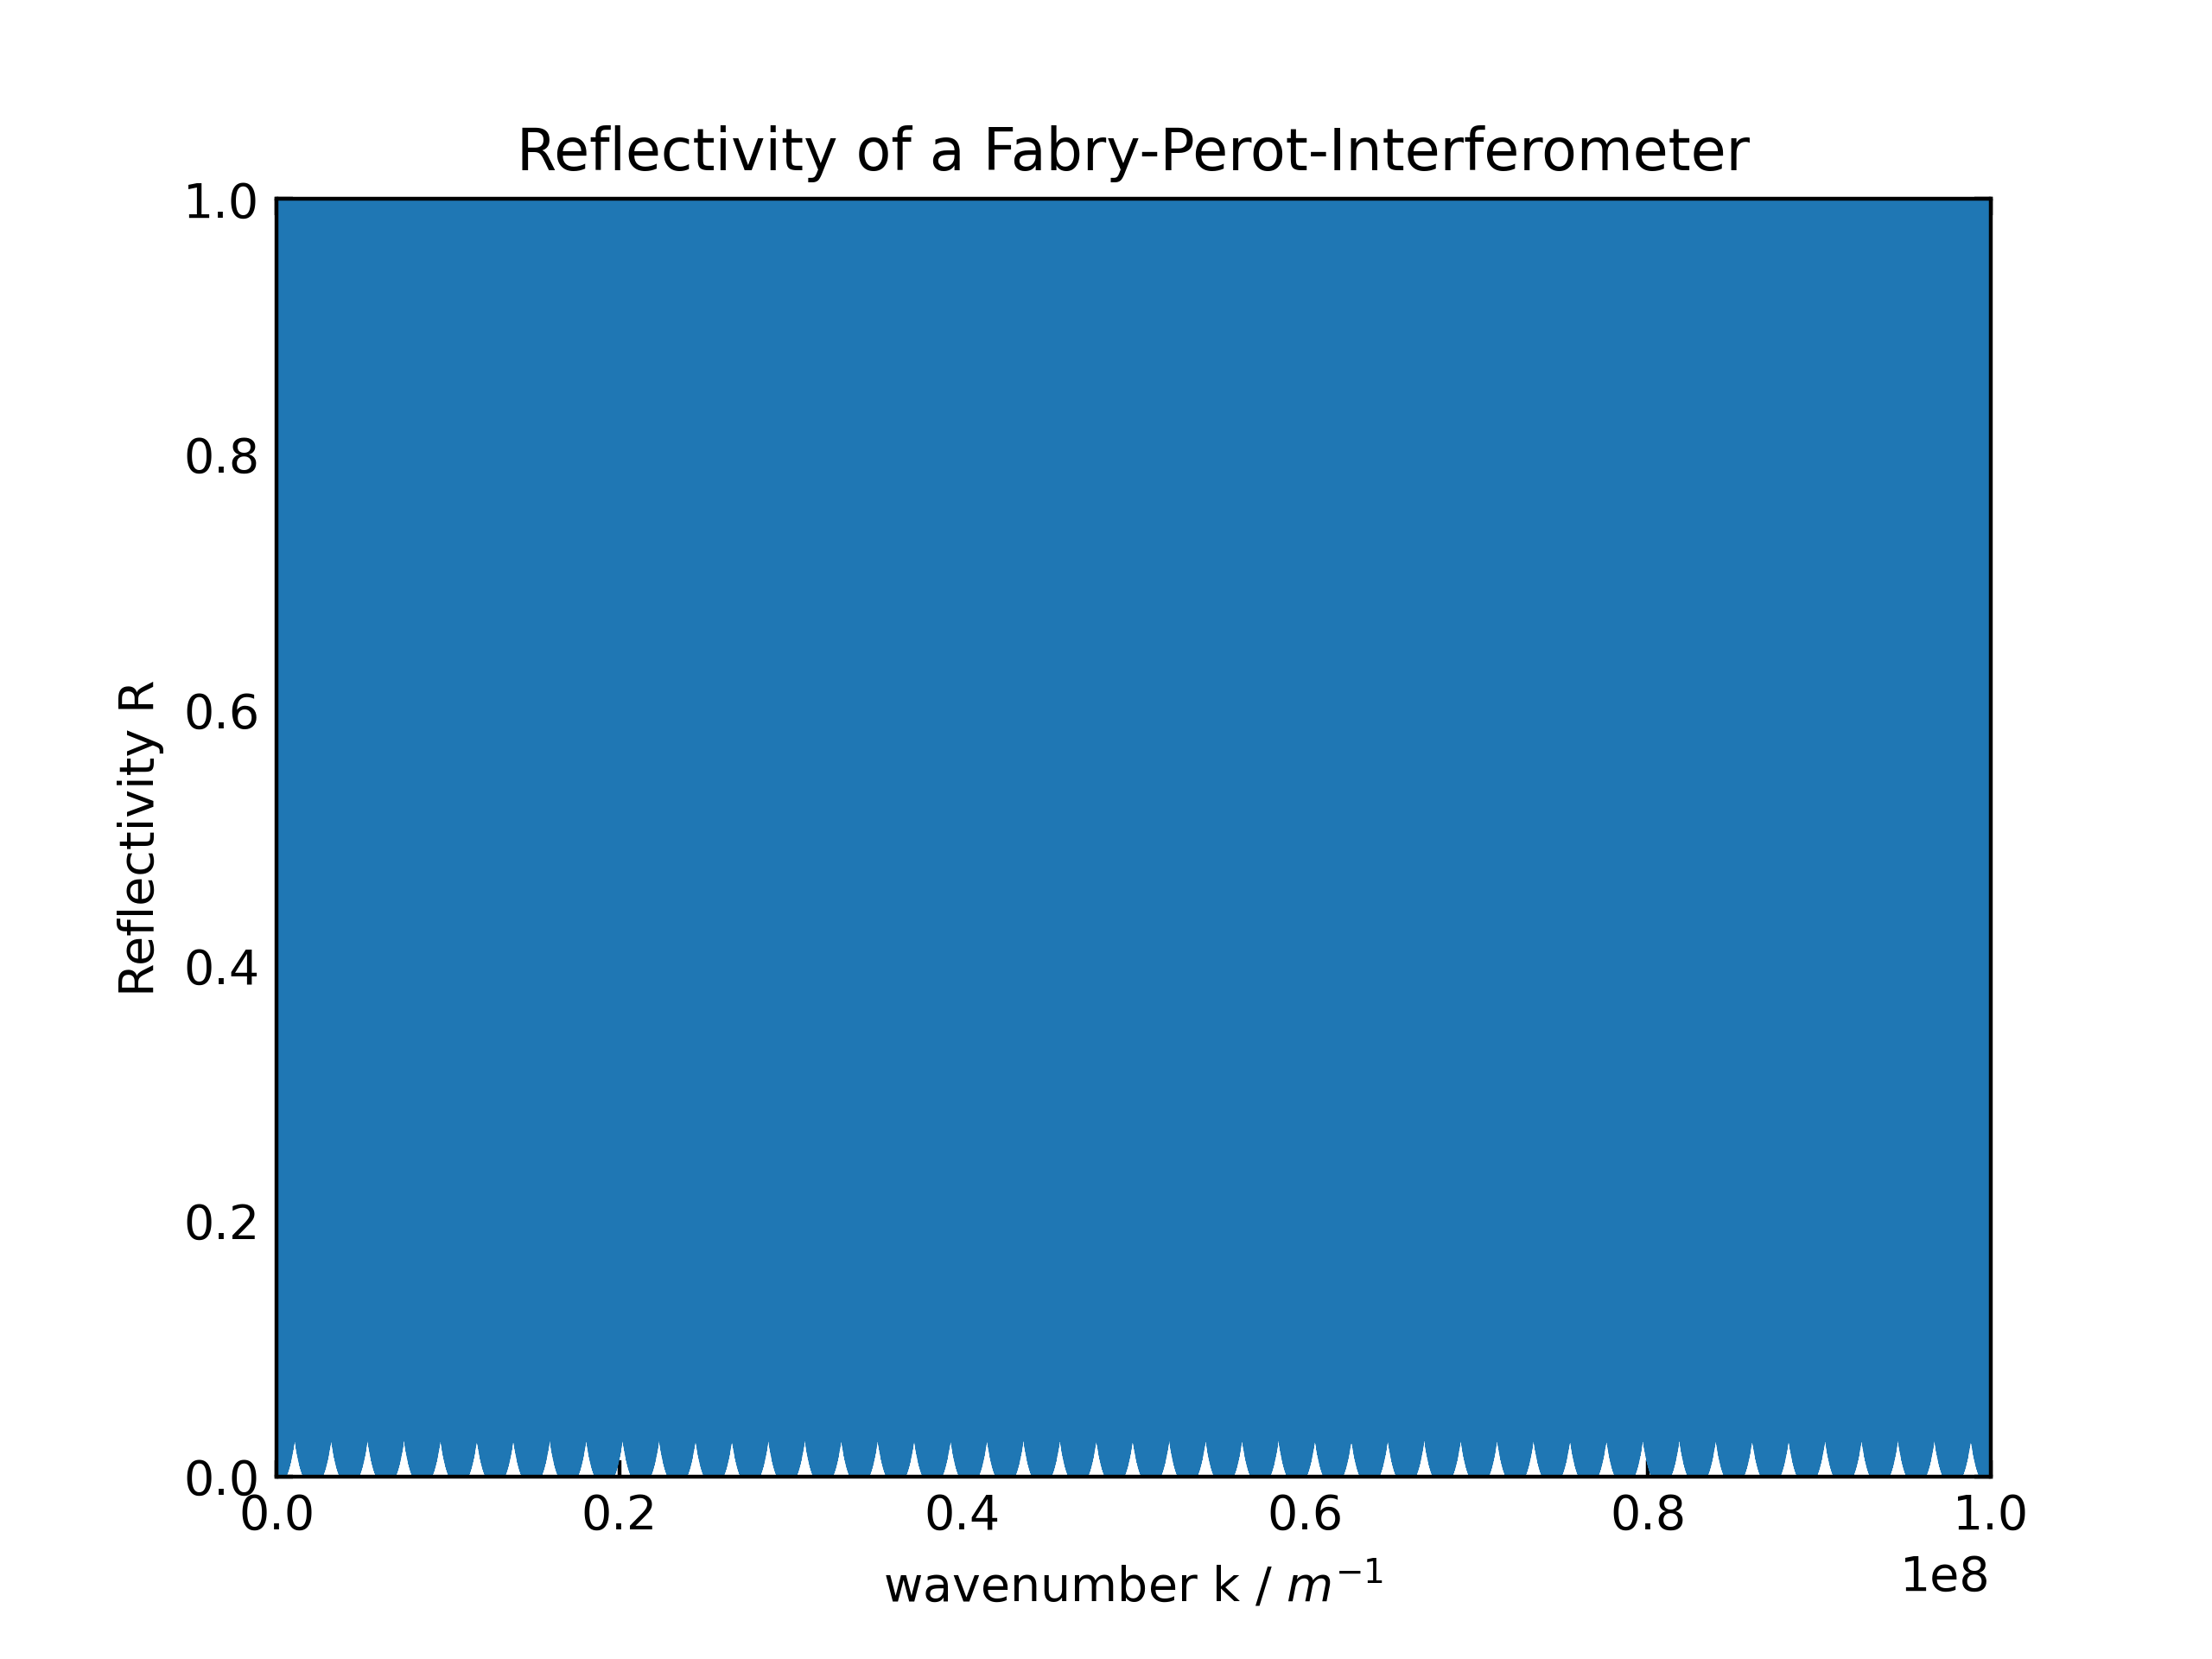 Reflectivity of a Fabry-Perot-Interferometer
1.0
0.8
0.6
0.4
0.2
0.0
Reflectivity R
0.0 0.2 0.4 0.6 0.8 1.0
1e8
wavenumber k / m⁻¹